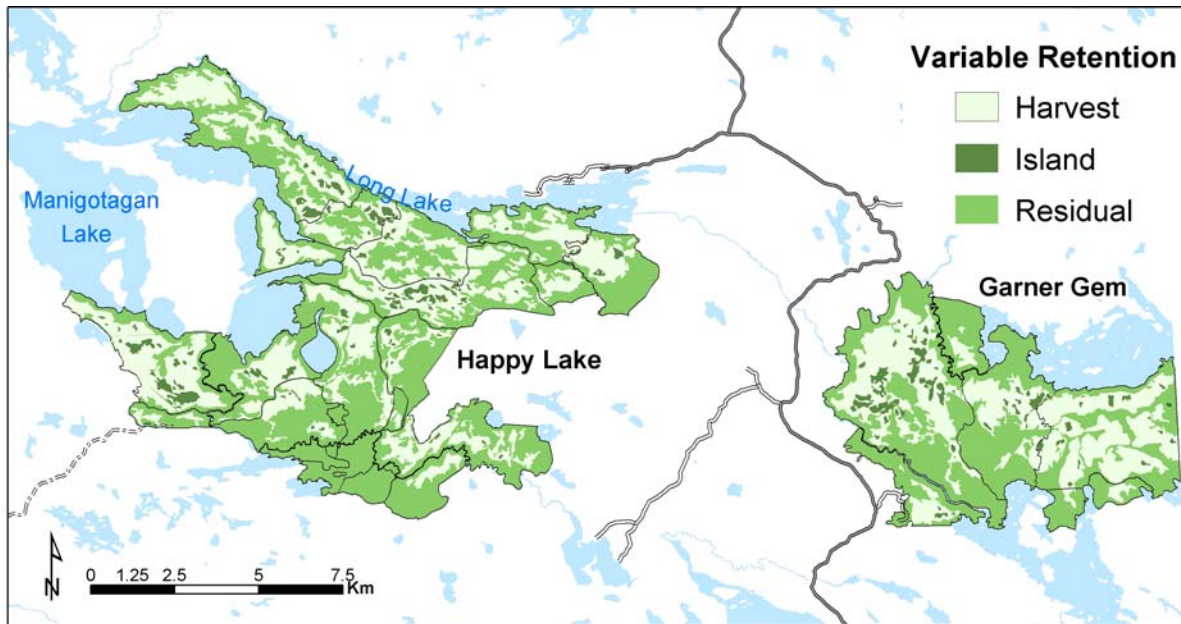 Variable Retention
Harvest
Island
Residual
Long Lake
Manigotagan
Lake
Garner Gem
Happy Lake
N
0 1.25 2.5 5 7.5
Km